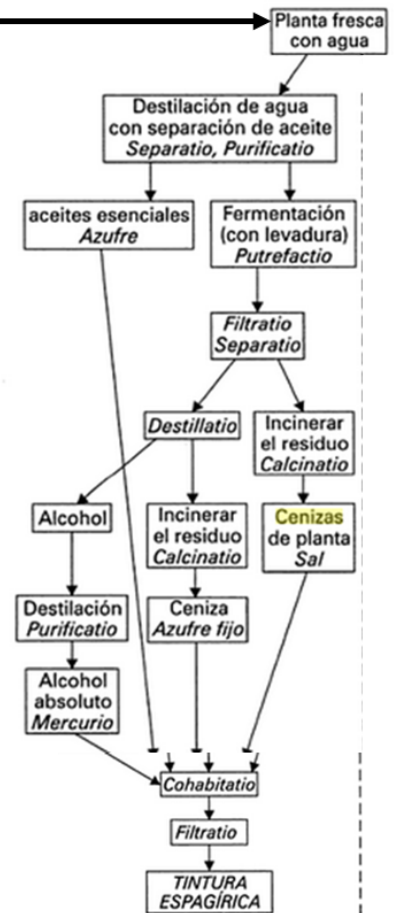 Planta fresca
con agua
Destilación de agua
con separación de aceite
Separatio, Purificatio
aceites esenciales
Azufre
Fermentación
(con levadura)
Putrefactio
Filtratio
Separatio
Destillatio
Incinerar
el residuo
Calcinatio
Alcohol
Incinerar
el residuo
Calcinatio
Cenizas
de planta
Sal
Destilación
Purificatio
Ceniza
Azufre fijo
Alcohol
absoluto
Mercurio
Cohabitatio
Filtratio
TINTURA
ESPAGÍRICA